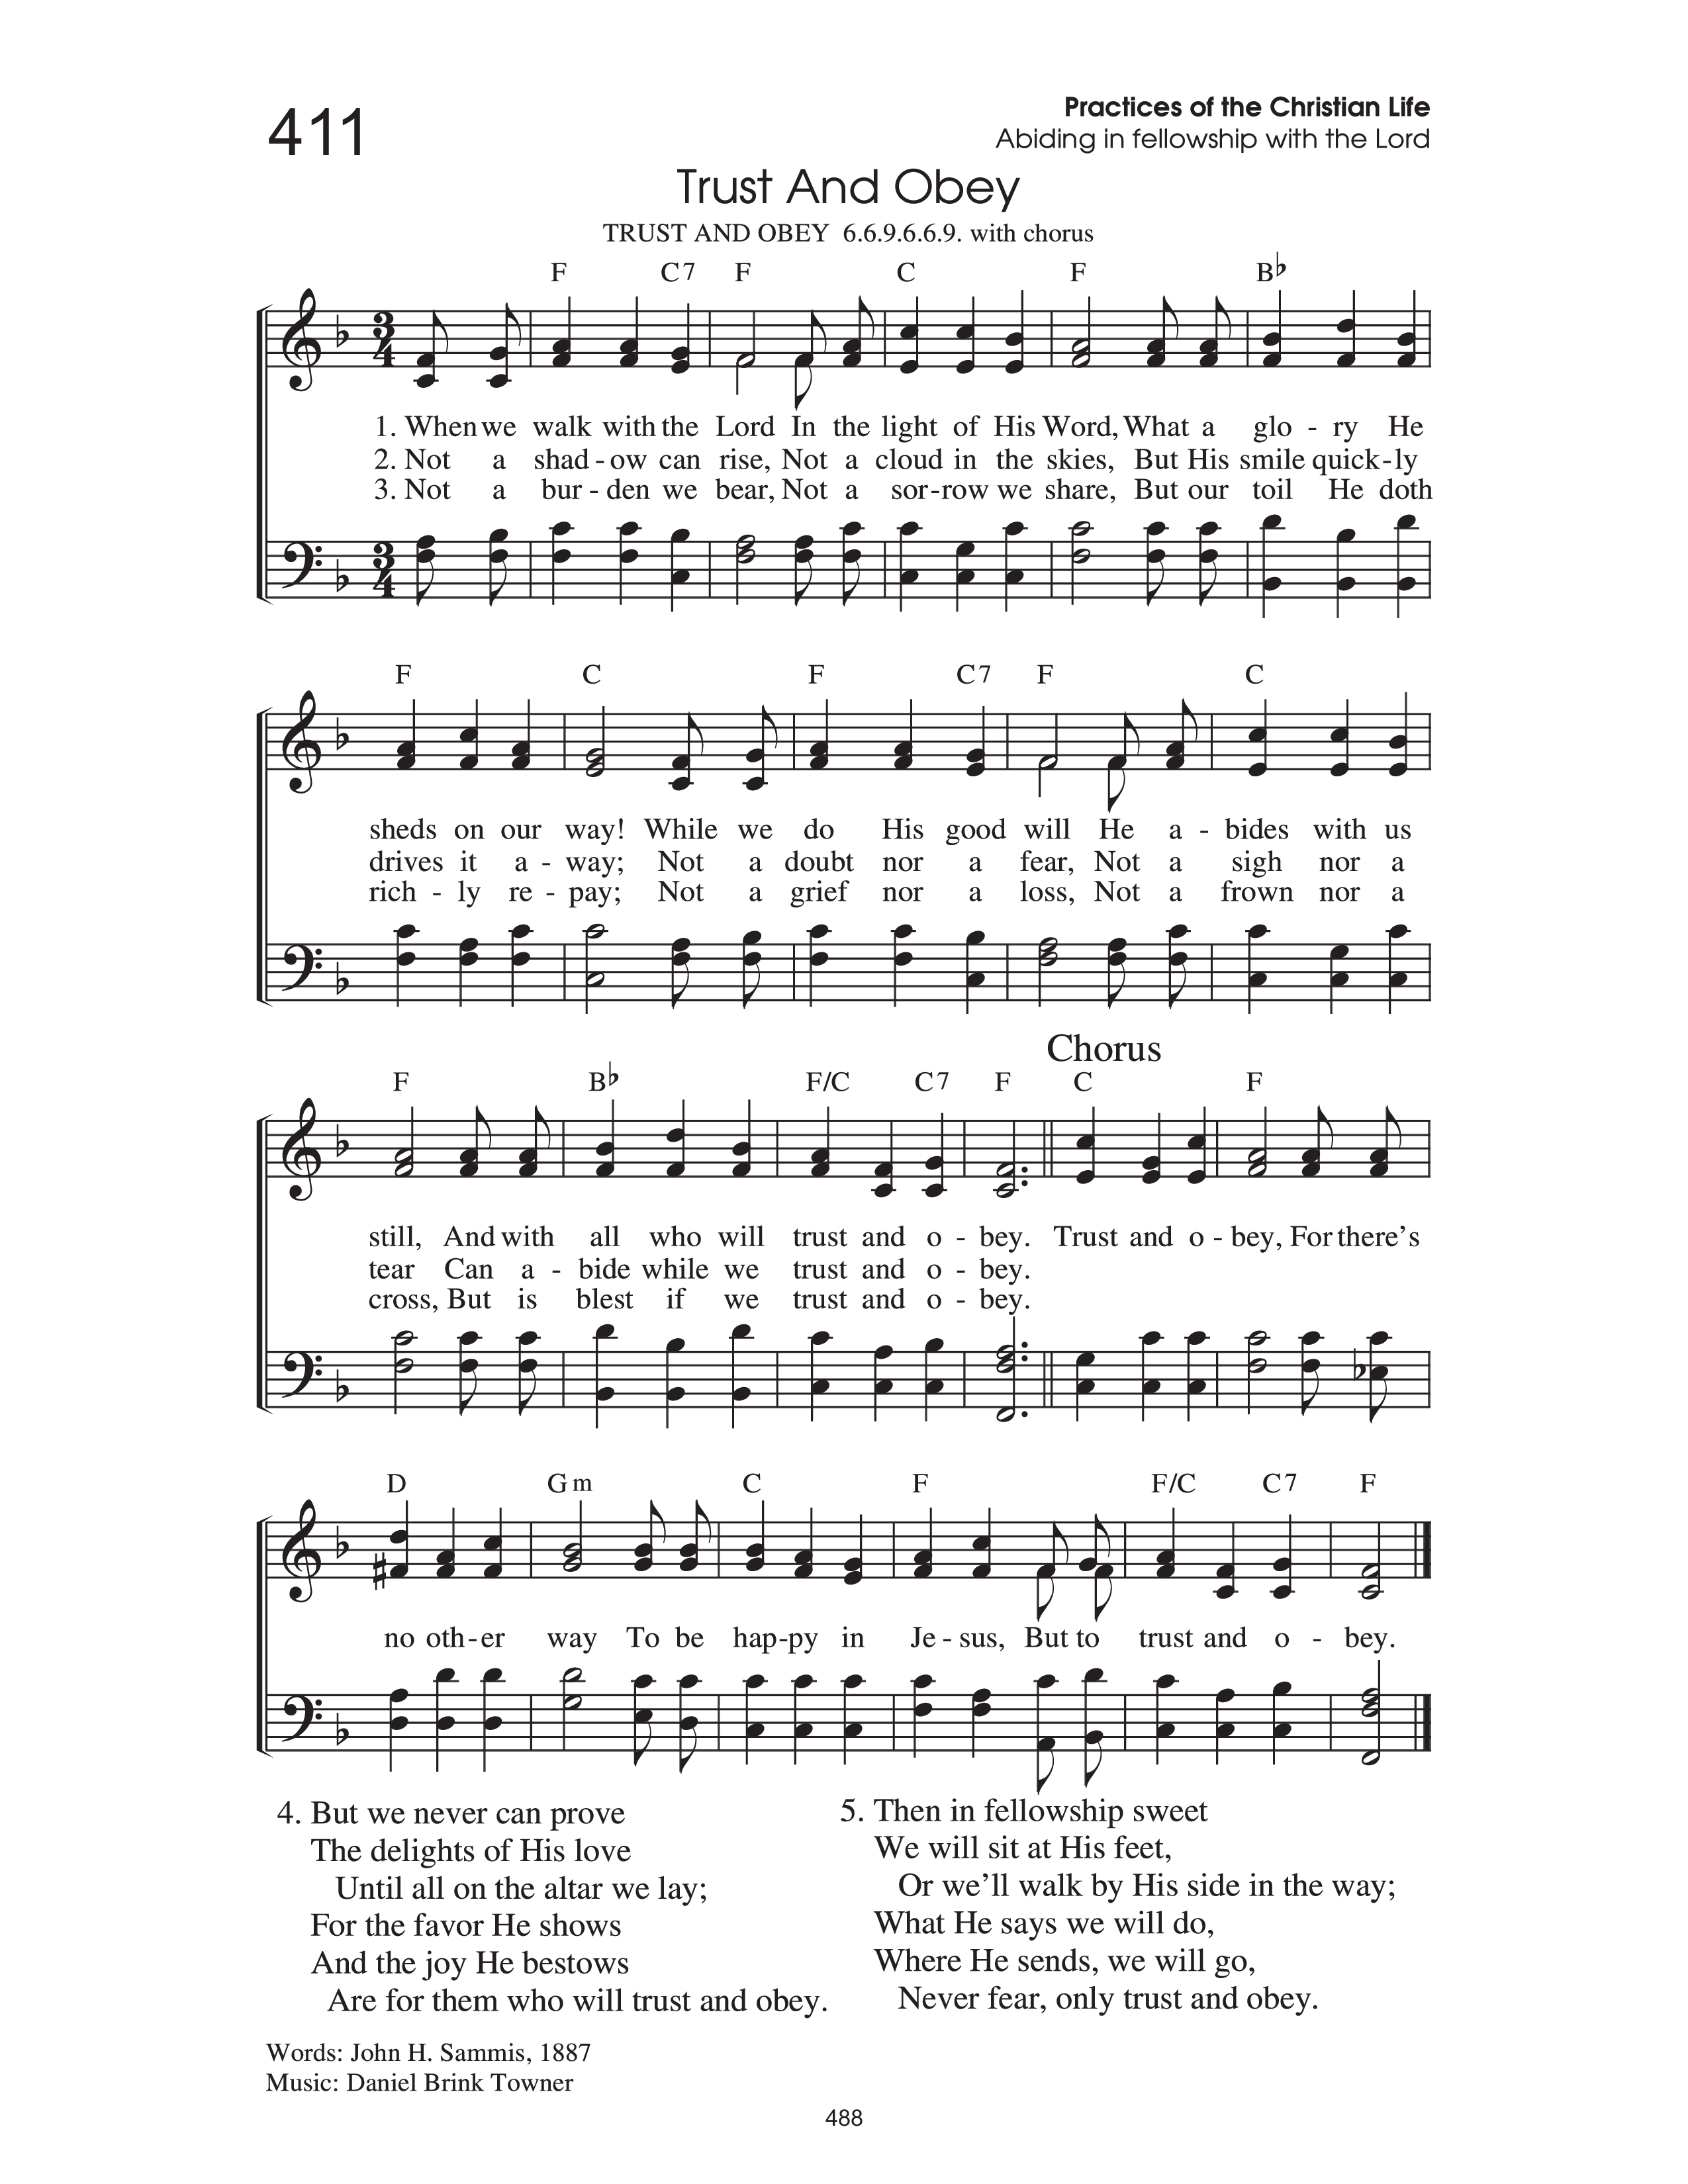 411
Practices of the Christian Life
Abiding in fellowship with the Lord
Trust And Obey
TRUST AND OBEY 6.6.9.6.6.9. with chorus
F C7 F C F B♭
3/4
1. When we walk with the Lord In the light of His Word, What a glo - ry He
2. Not a shad - ow can rise, Not a cloud in the skies, But His smile quick - ly
3. Not a bur - den we bear, Not a sor - row we share, But our toil He doth
3/4
F C F C7 F C
sheds on our way! While we do His good will He a - bides with us
drives it a - way; Not a doubt nor a fear, Not a sigh nor a
rich - ly re - pay; Not a grief nor a loss, Not a frown nor a
Chorus
F B♭ F/C C7 F C F
still, And with all who will trust and o - bey. Trust and o - bey, For there's
tear Can a - bide while we trust and o - bey.
cross, But is blest if we trust and o - bey.
D Gm C F F/C C7 F
no oth - er way To be hap - py in Je - sus, But to trust and o - bey.
4. But we never can prove
The delights of His love
Until all on the altar we lay;
For the favor He shows
And the joy He bestows
Are for them who will trust and obey.
5. Then in fellowship sweet
We will sit at His feet,
Or we'll walk by His side in the way;
What He says we will do,
Where He sends, we will go,
Never fear, only trust and obey.
Words: John H. Sammis, 1887
Music: Daniel Brink Towner
488